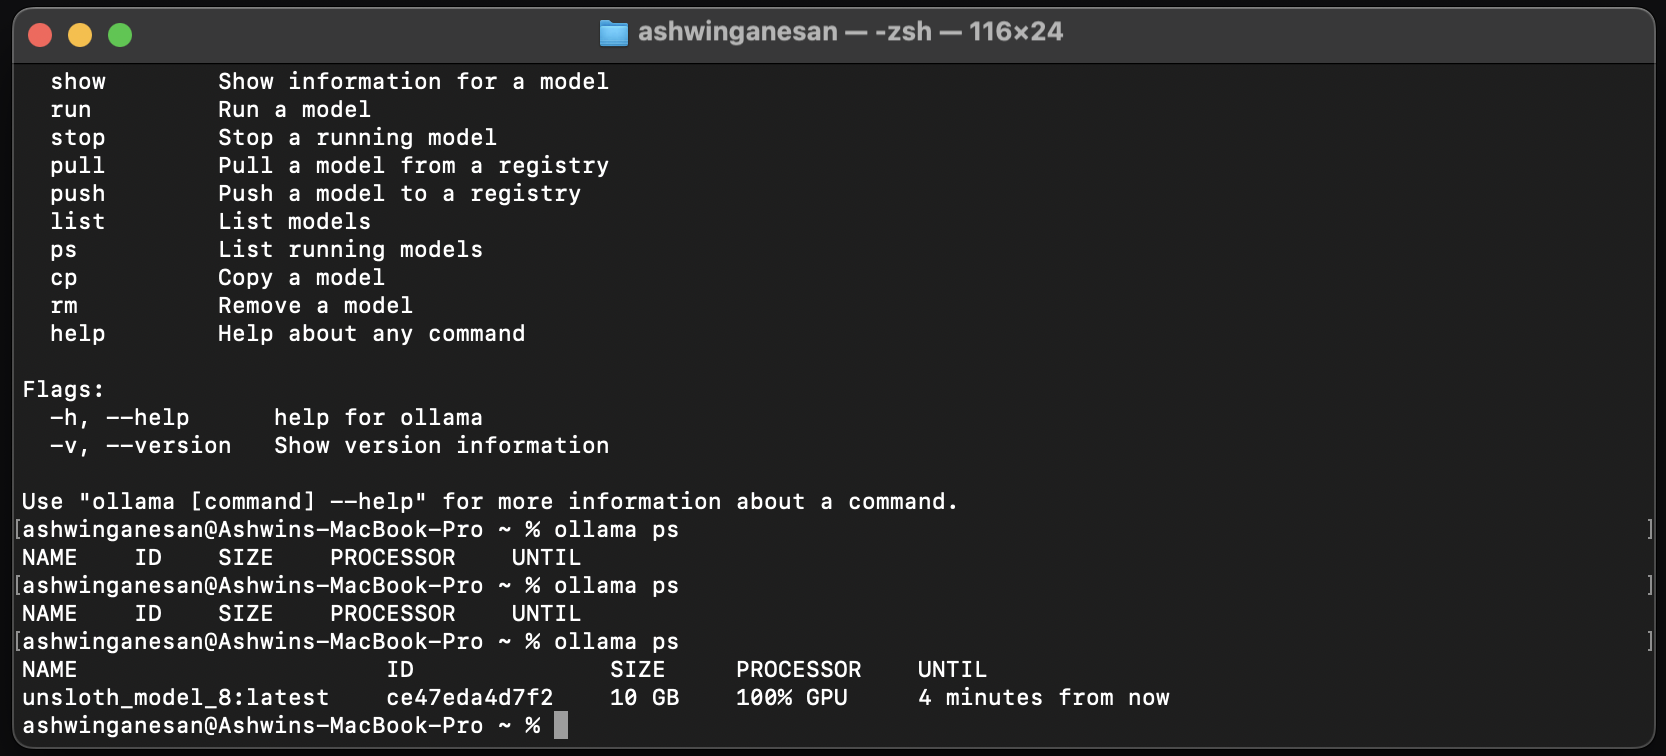 ashwinganesan — -zsh — 116×24
show Show information for a model
run Run a model
stop Stop a running model
pull Pull a model from a registry
push Push a model to a registry
list List models
ps List running models
cp Copy a model
rm Remove a model
help Help about any command
Flags:
-h, --help help for ollama
-v, --version Show version information
Use "ollama [command] --help" for more information about a command.
[ashwinganesan@Ashwins-MacBook-Pro ~ % ollama ps ]
NAME ID SIZE PROCESSOR UNTIL
[ashwinganesan@Ashwins-MacBook-Pro ~ % ollama ps ]
NAME ID SIZE PROCESSOR UNTIL
[ashwinganesan@Ashwins-MacBook-Pro ~ % ollama ps ]
NAME ID SIZE PROCESSOR UNTIL
unsloth_model_8:latest ce47eda4d7f2 10 GB 100% GPU 4 minutes from now
ashwinganesan@Ashwins-MacBook-Pro ~ %